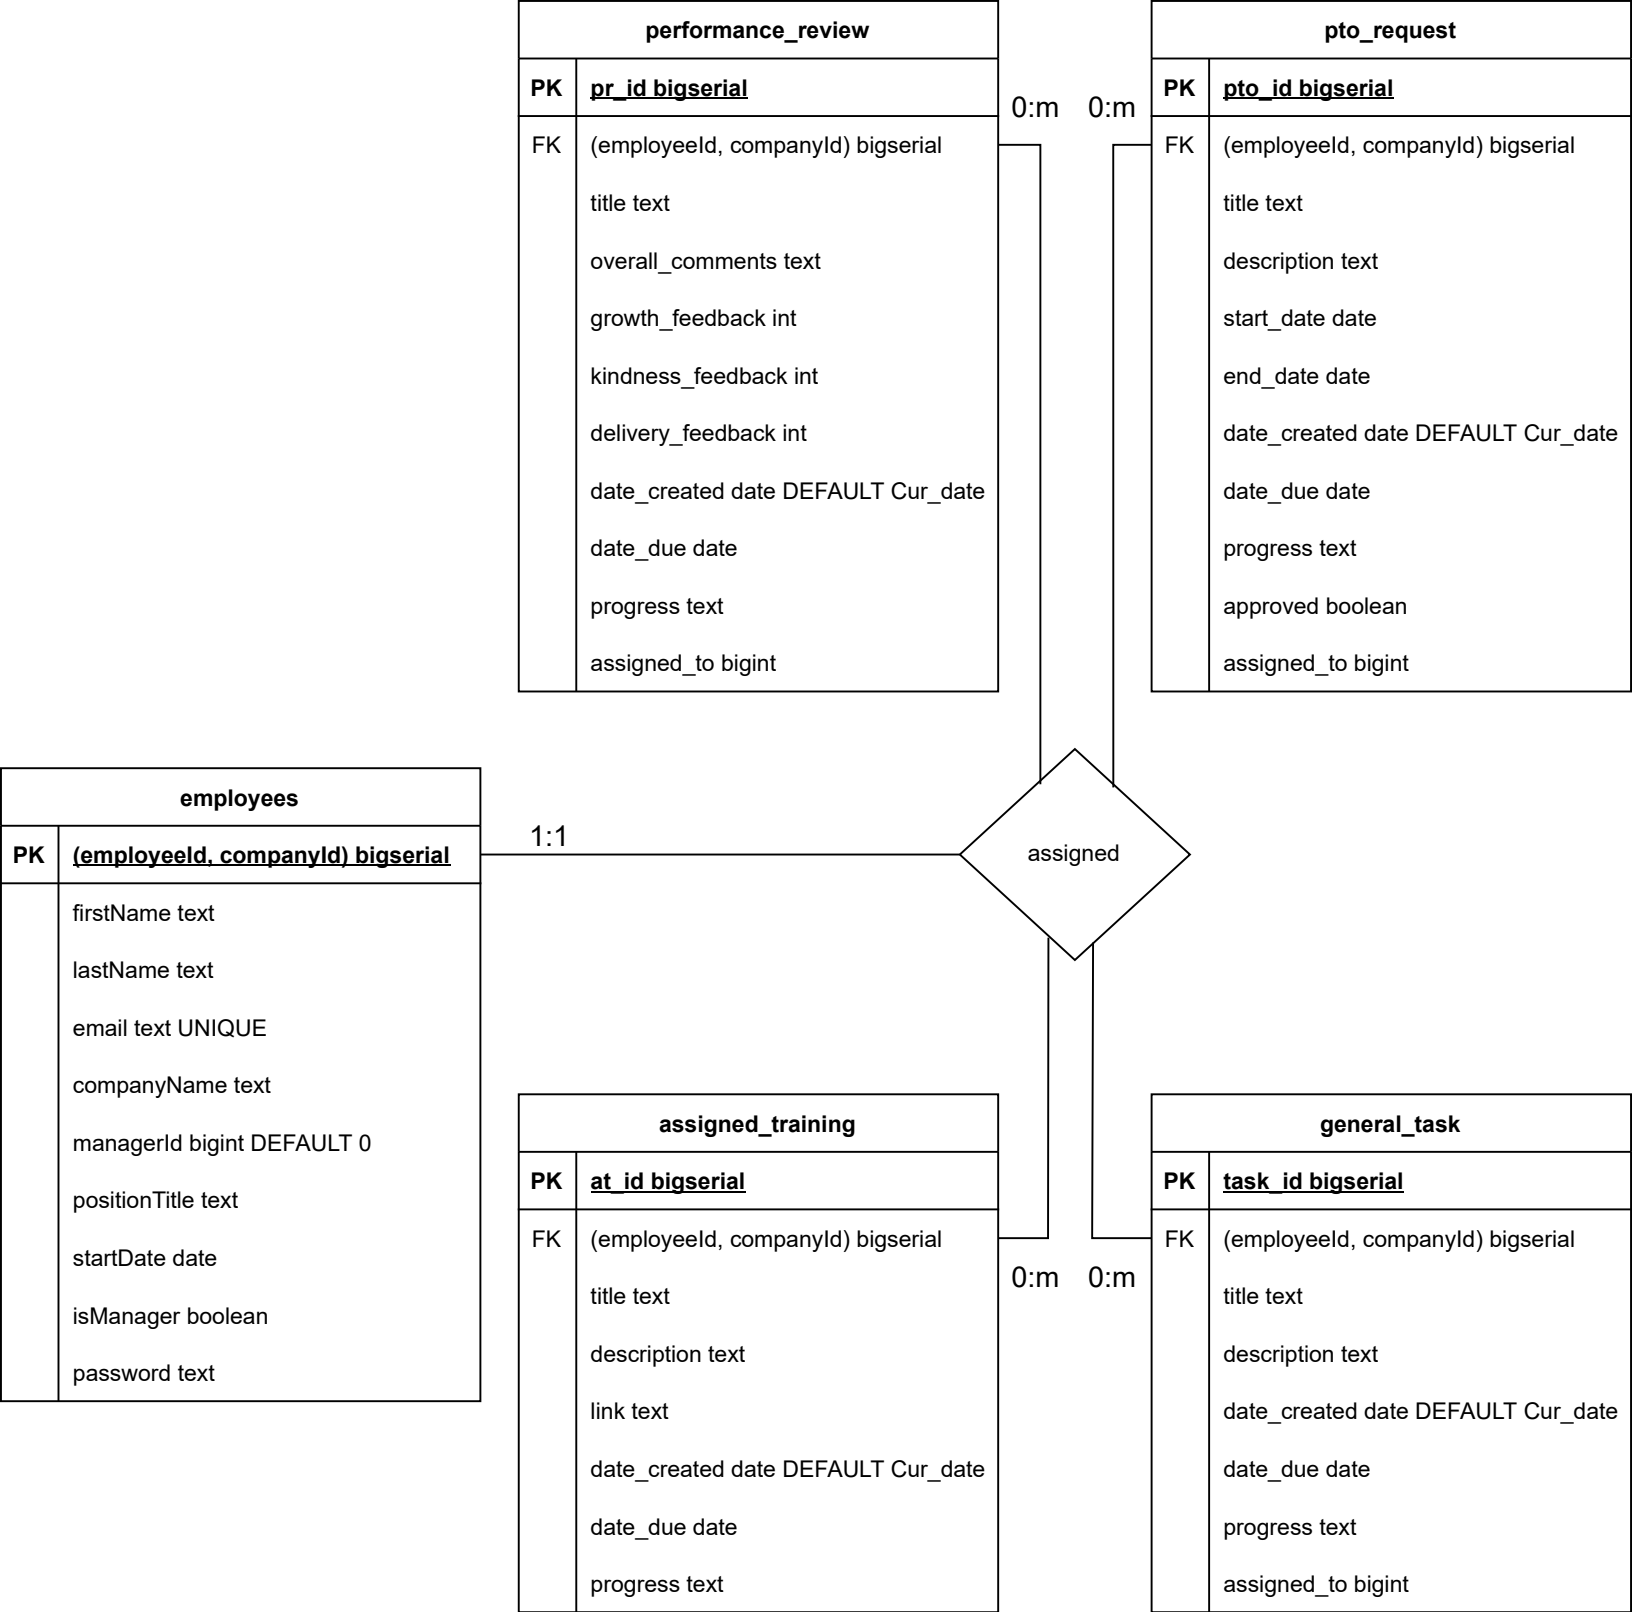 performance_review
PK pr_id bigserial
FK (employeeId, companyId) bigserial
title text
overall_comments text
growth_feedback int
kindness_feedback int
delivery_feedback int
date_created date DEFAULT Cur_date
date_due date
progress text
assigned_to bigint
0:m 0:m
pto_request
PK pto_id bigserial
FK (employeeId, companyId) bigserial
title text
description text
start_date date
end_date date
date_created date DEFAULT Cur_date
date_due date
progress text
approved boolean
assigned_to bigint
employees
PK (employeeId, companyId) bigserial
firstName text
lastName text
email text UNIQUE
companyName text
managerId bigint DEFAULT 0
positionTitle text
startDate date
isManager boolean
password text
1:1
assigned
assigned_training
PK at_id bigserial
FK (employeeId, companyId) bigserial
title text
description text
link text
date_created date DEFAULT Cur_date
date_due date
progress text
0:m 0:m
general_task
PK task_id bigserial
FK (employeeId, companyId) bigserial
title text
description text
date_created date DEFAULT Cur_date
date_due date
progress text
assigned_to bigint